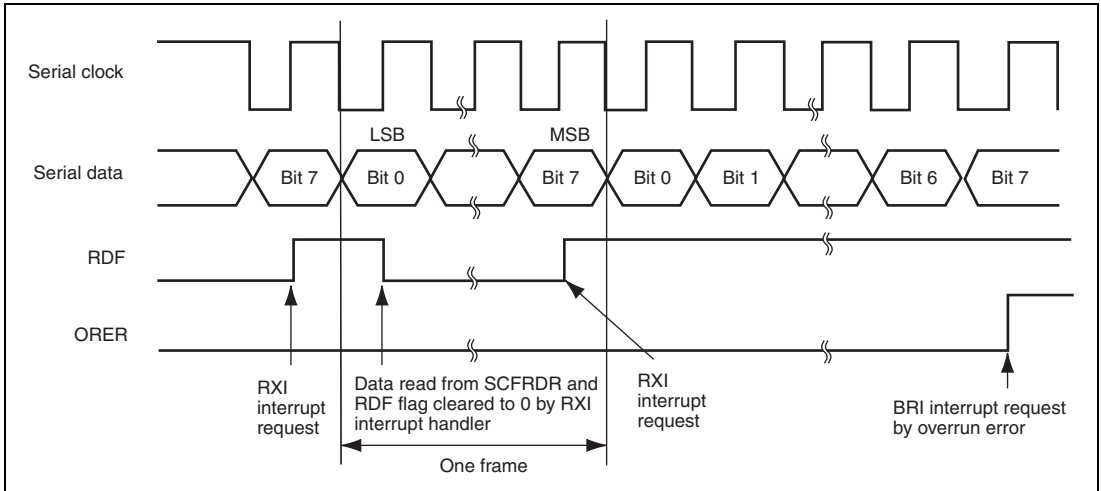 Serial clock
LSB
MSB
Serial data
Bit 7
Bit 0
Bit 7
Bit 0
Bit 1
Bit 6
Bit 7
RDF
ORER
RXI
interrupt
request
Data read from SCFRDR and
RDF flag cleared to 0 by RXI
interrupt handler
RXI
interrupt
request
BRI interrupt request
by overrun error
One frame